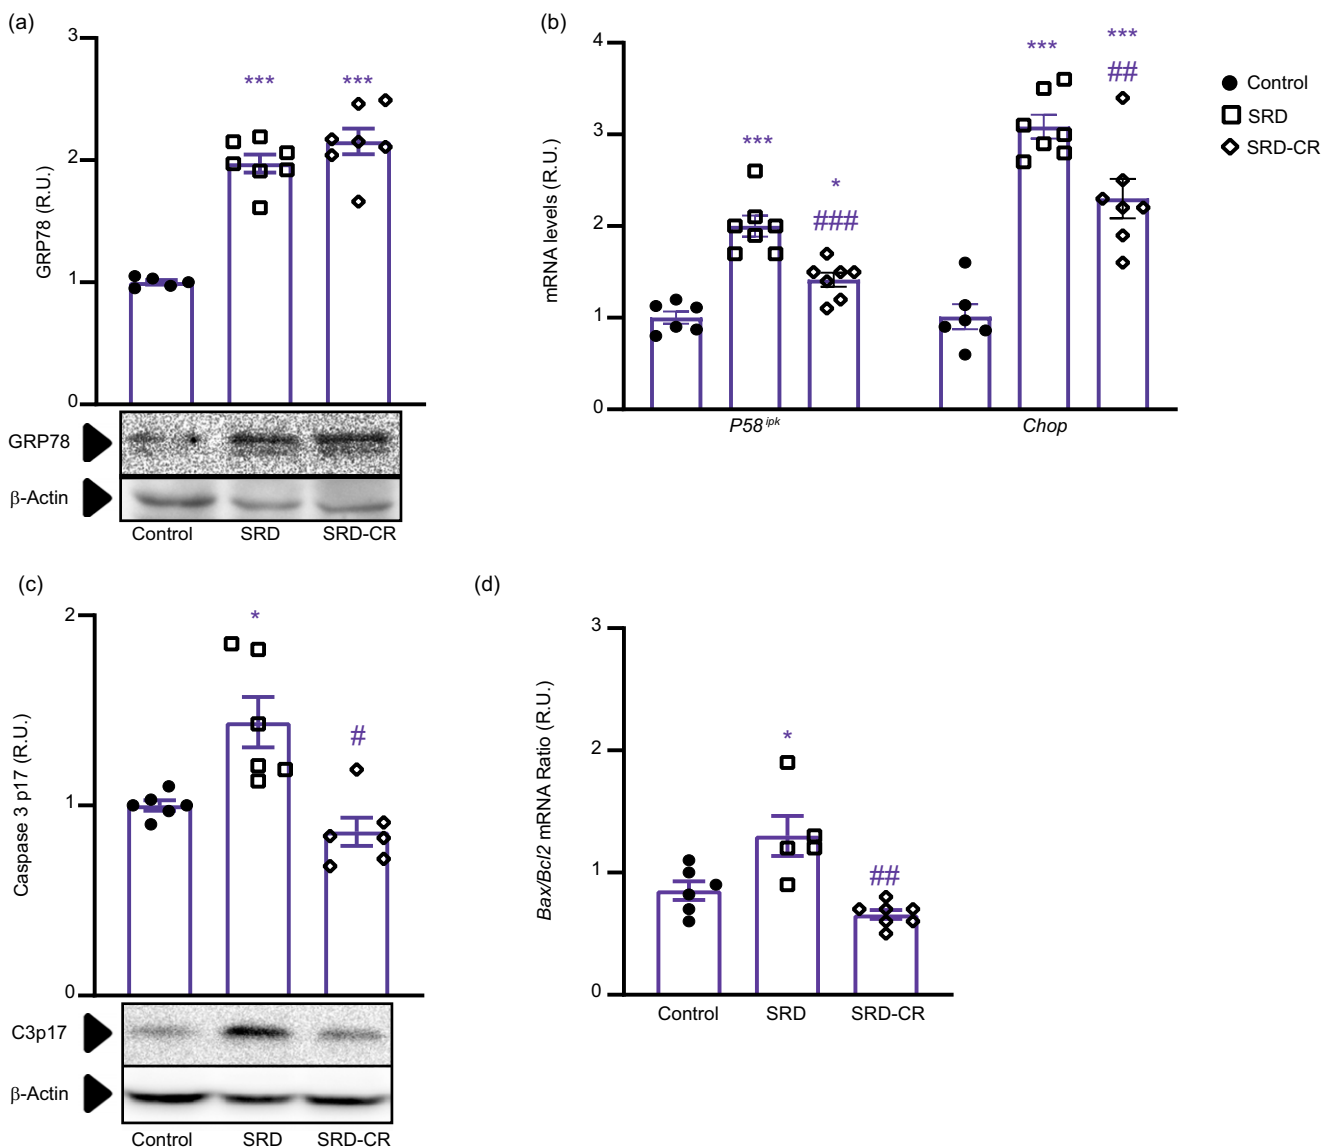 (a)
3
2
1
0
GRP78 (R.U.)
***
***
GRP78
β-Actin
Control SRD SRD-CR
(b)
4
3
2
1
0
mRNA levels (R.U.)
***
*
###
***
***
##
P58 ipk
Chop
Control
SRD
SRD-CR
(c)
2
1
0
Caspase 3 p17 (R.U.)
*
#
C3p17
β-Actin
Control SRD SRD-CR
(d)
3
2
1
0
Bax/Bcl2 mRNA Ratio (R.U.)
*
##
Control SRD SRD-CR